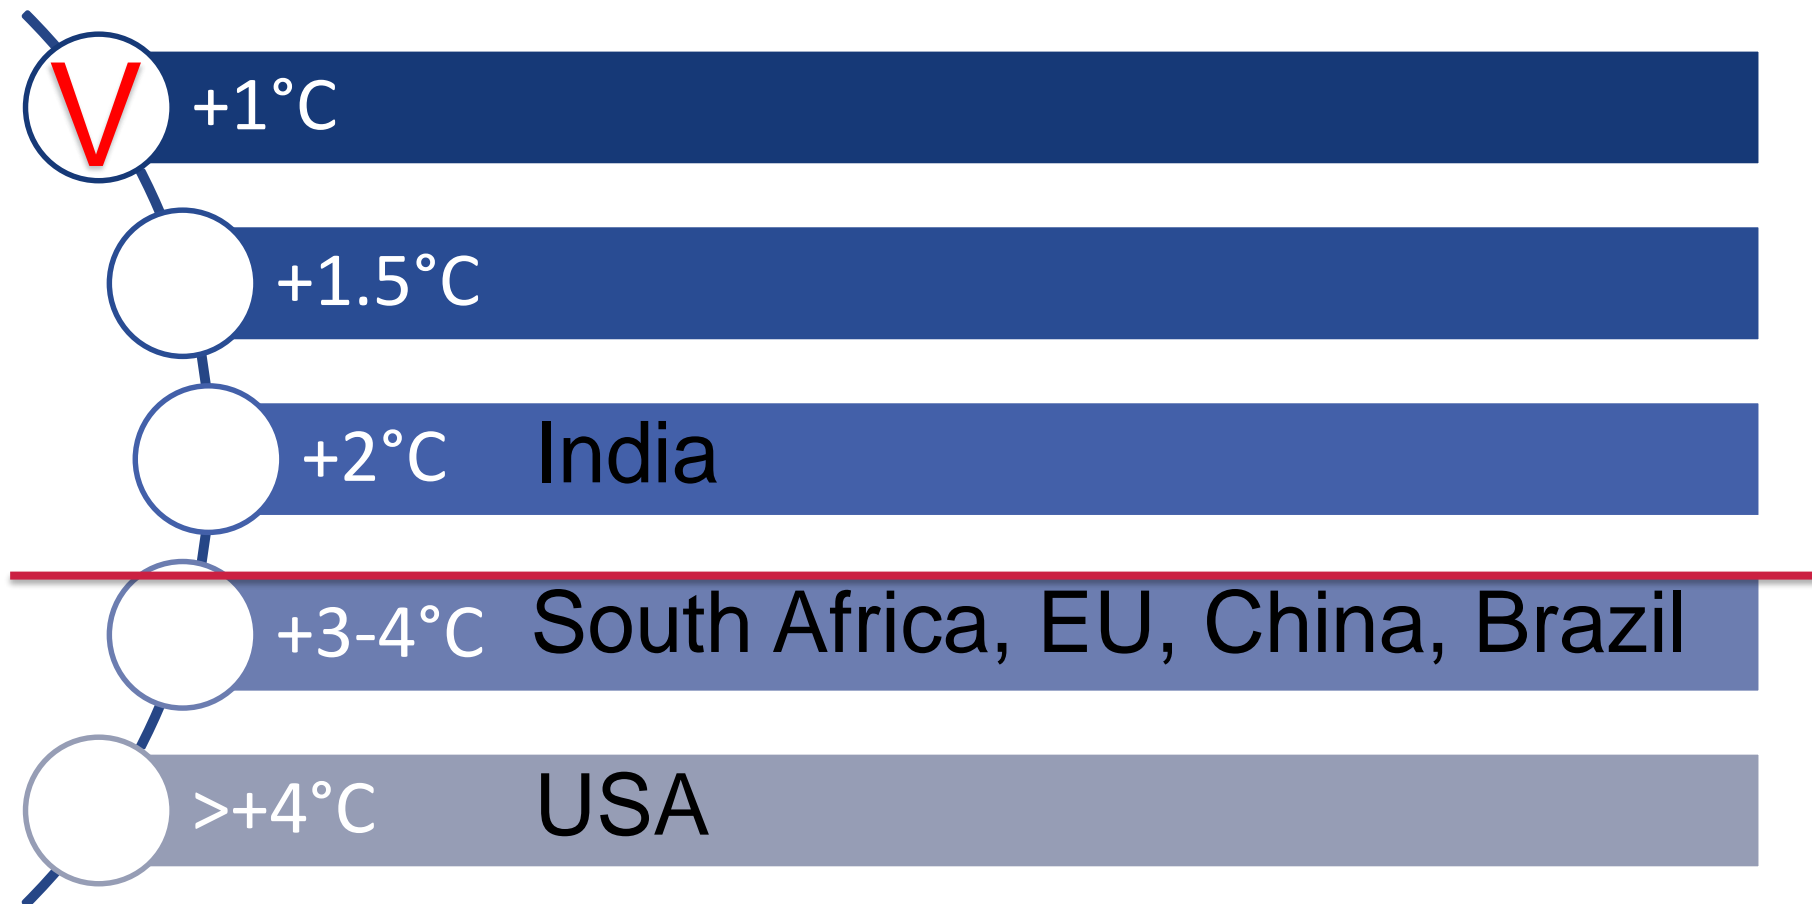 V +1°C
+1.5°C
+2°C India
+3-4°C South Africa, EU, China, Brazil
>+4°C USA